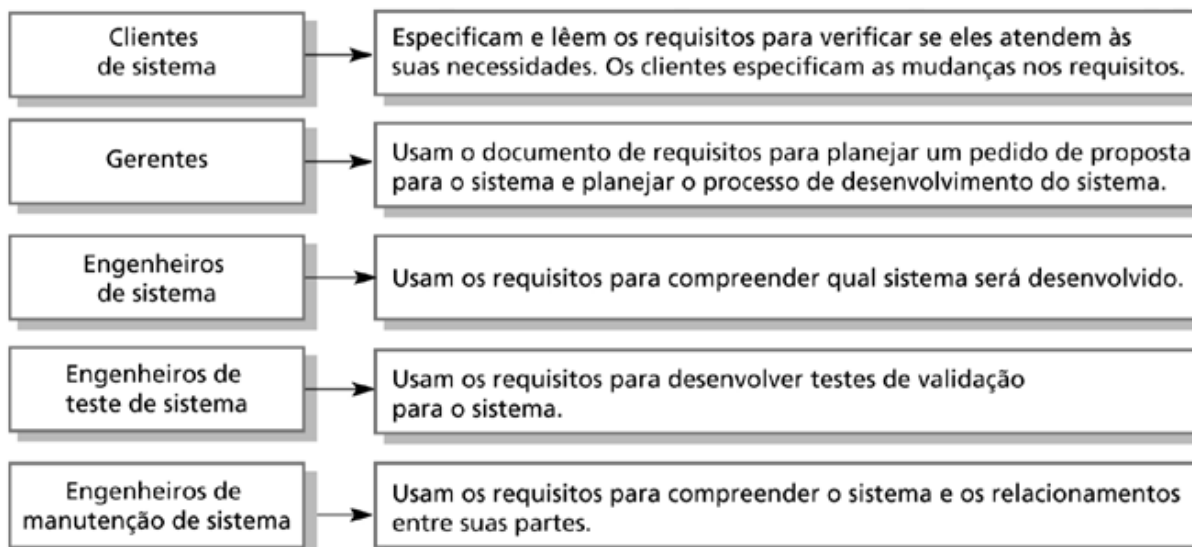 Clientes
de sistema
Especificam e lêem os requisitos para verificar se eles atendem às
suas necessidades. Os clientes especificam as mudanças nos requisitos.
Gerentes
Usam o documento de requisitos para planejar um pedido de proposta
para o sistema e planejar o processo de desenvolvimento do sistema.
Engenheiros
de sistema
Usam os requisitos para compreender qual sistema será desenvolvido.
Engenheiros de
teste de sistema
Usam os requisitos para desenvolver testes de validação
para o sistema.
Engenheiros de
manutenção de sistema
Usam os requisitos para compreender o sistema e os relacionamentos
entre suas partes.